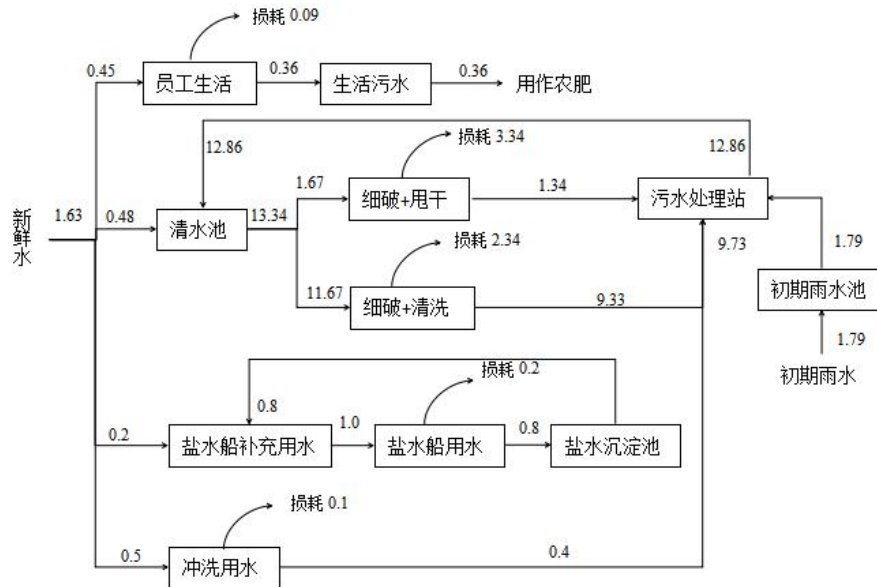 损耗 0.09
0.45
员工生活
0.36
生活污水
0.36
用作农肥
12.86
损耗 3.34
12.86
新鲜水
1.63
0.48
清水池
13.34
1.67
细破+甩干
1.34
污水处理站
损耗 2.34
9.73
1.79
11.67
细破+清洗
9.33
初期雨水池
1.79
初期雨水
损耗 0.2
0.8
0.2
盐水船补充用水
1.0
盐水船用水
0.8
盐水沉淀池
损耗 0.1
0.5
冲洗用水
0.4